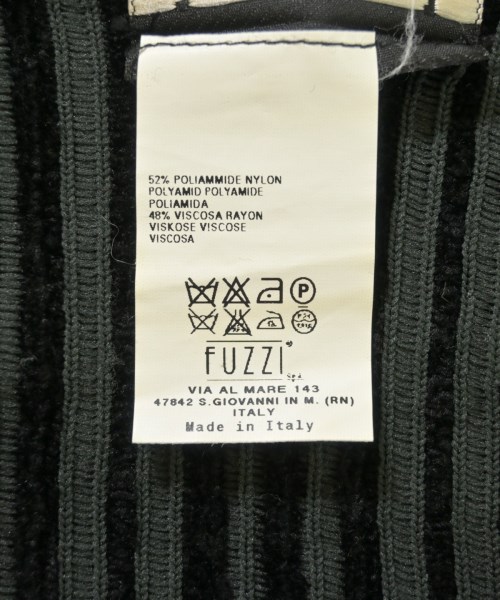 52% POLIAMMIDE NYLON
POLYAMID POLYAMIDE
POLIAMIDA
48% VISCOSA RAYON
VISKOSE VISCOSE
VISCOSA
P
FUZZI
S.p.A.
VIA AL MARE 143
47842 S.GIOVANNI IN M. (RN)
ITALY
Made in Italy